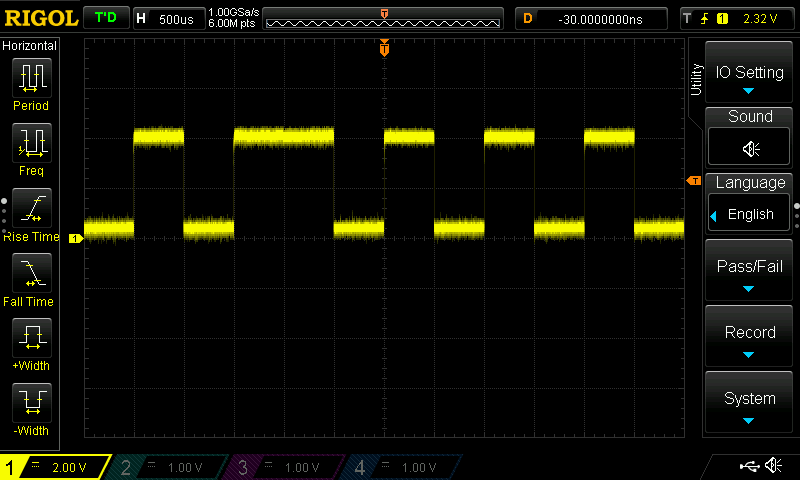 RIGOL T'D H 500us 1.00GSa/s 6.00M pts T D -30.0000000ns T 1 2.32 V
Horizontal
Period
Freq
Rise Time
Fall Time
+Width
-Width
T
T
1
Utility
IO Setting
Sound
Language
English
Pass/Fail
Record
System
1 2.00 V 2 1.00 V 3 1.00 V 4 1.00 V